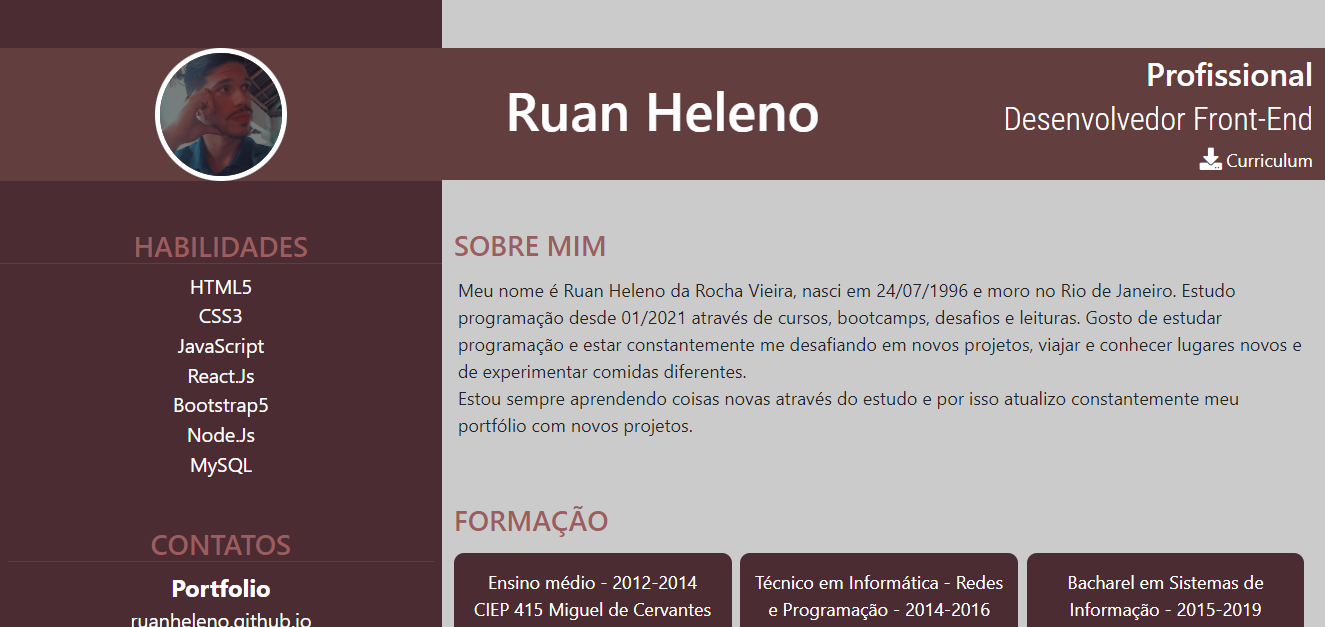 Ruan Heleno
Profissional
Desenvolvedor Front-End
Curriculum
HABILIDADES
HTML5
CSS3
JavaScript
React.Js
Bootstrap5
Node.Js
MySQL
CONTATOS
Portfolio
ruanheleno.github.io
SOBRE MIM
Meu nome é Ruan Heleno da Rocha Vieira, nasci em 24/07/1996 e moro no Rio de Janeiro. Estudo
programação desde 01/2021 através de cursos, bootcamps, desafios e leituras. Gosto de estudar
programação e estar constantemente me desafiando em novos projetos, viajar e conhecer lugares novos e
de experimentar comidas diferentes.
Estou sempre aprendendo coisas novas através do estudo e por isso atualizo constantemente meu
portfólio com novos projetos.
FORMAÇÃO
Ensino médio - 2012-2014
CIEP 415 Miguel de Cervantes
Técnico em Informática - Redes
e Programação - 2014-2016
Bacharel em Sistemas de
Informação - 2015-2019